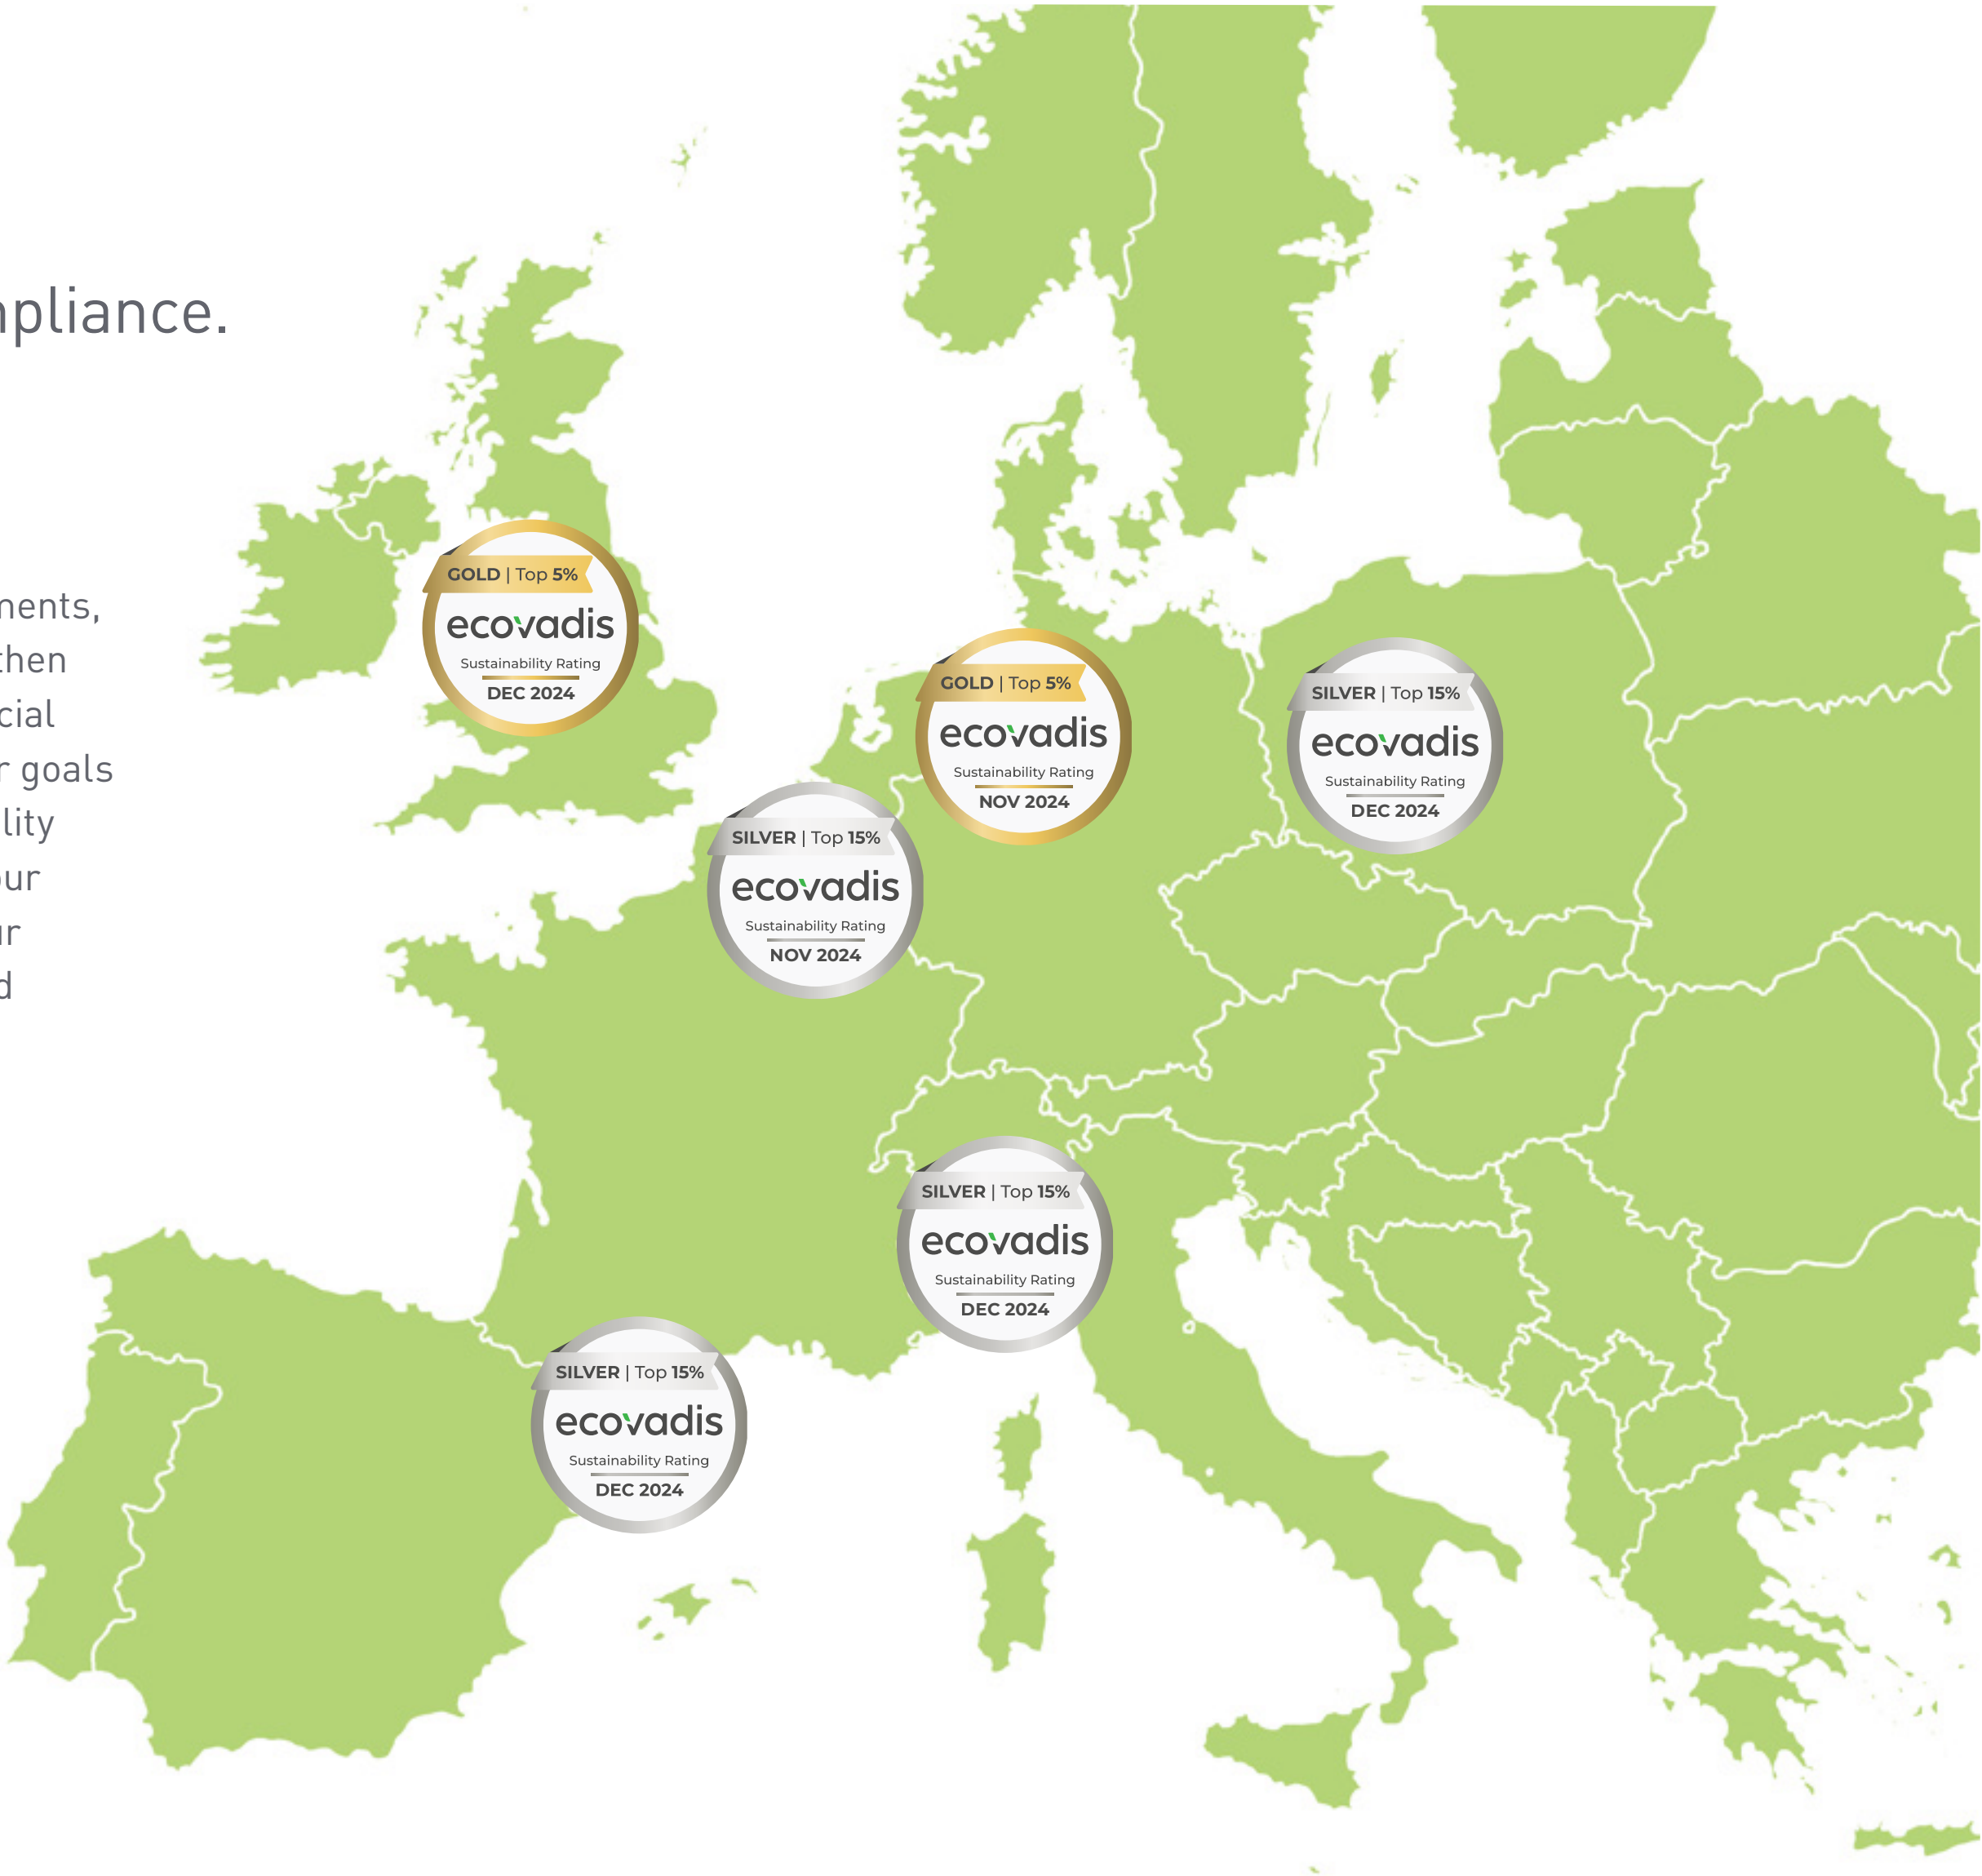 npliance.
nents,
then
cial
r goals
lity
our
ur
d
GOLD | Top 5%
ecovadis
Sustainability Rating
DEC 2024
GOLD | Top 5%
ecovadis
Sustainability Rating
NOV 2024
SILVER | Top 15%
ecovadis
Sustainability Rating
DEC 2024
SILVER | Top 15%
ecovadis
Sustainability Rating
NOV 2024
SILVER | Top 15%
ecovadis
Sustainability Rating
DEC 2024
SILVER | Top 15%
ecovadis
Sustainability Rating
DEC 2024